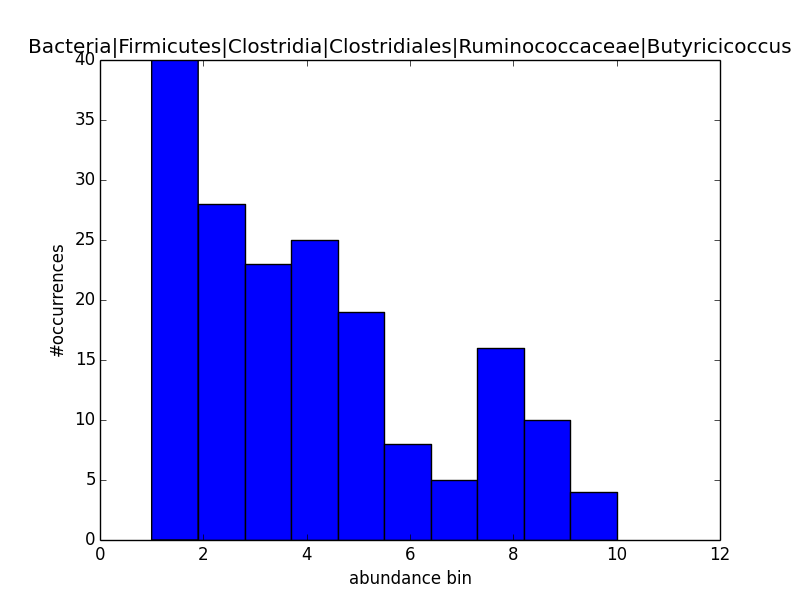 Bacteria|Firmicutes|Clostridia|Clostridiales|Ruminococcaceae|Butyricicoccus
40
35
30
25
20
15
10
5
0
#occurrences
0 2 4 6 8 10 12
abundance bin